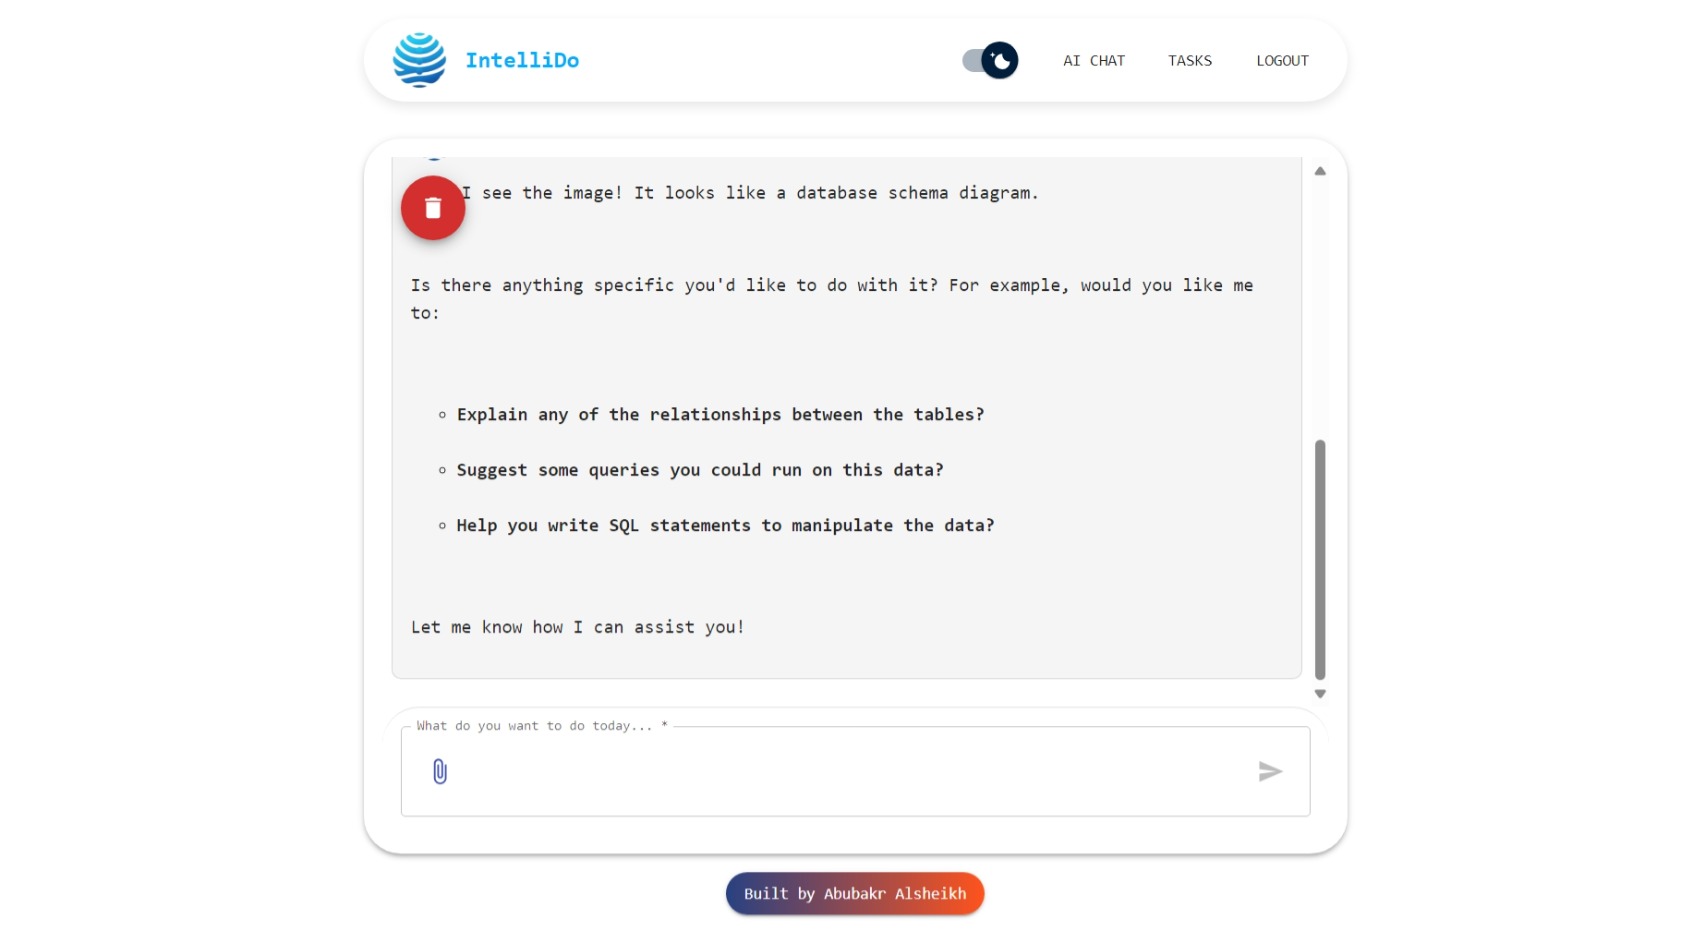 IntelliDo
AI CHAT
TASKS
LOGOUT
I see the image! It looks like a database schema diagram.
Is there anything specific you'd like to do with it? For example, would you like me
to:
Explain any of the relationships between the tables?
Suggest some queries you could run on this data?
Help you write SQL statements to manipulate the data?
Let me know how I can assist you!
What do you want to do today... *
Built by Abubakr Alsheikh